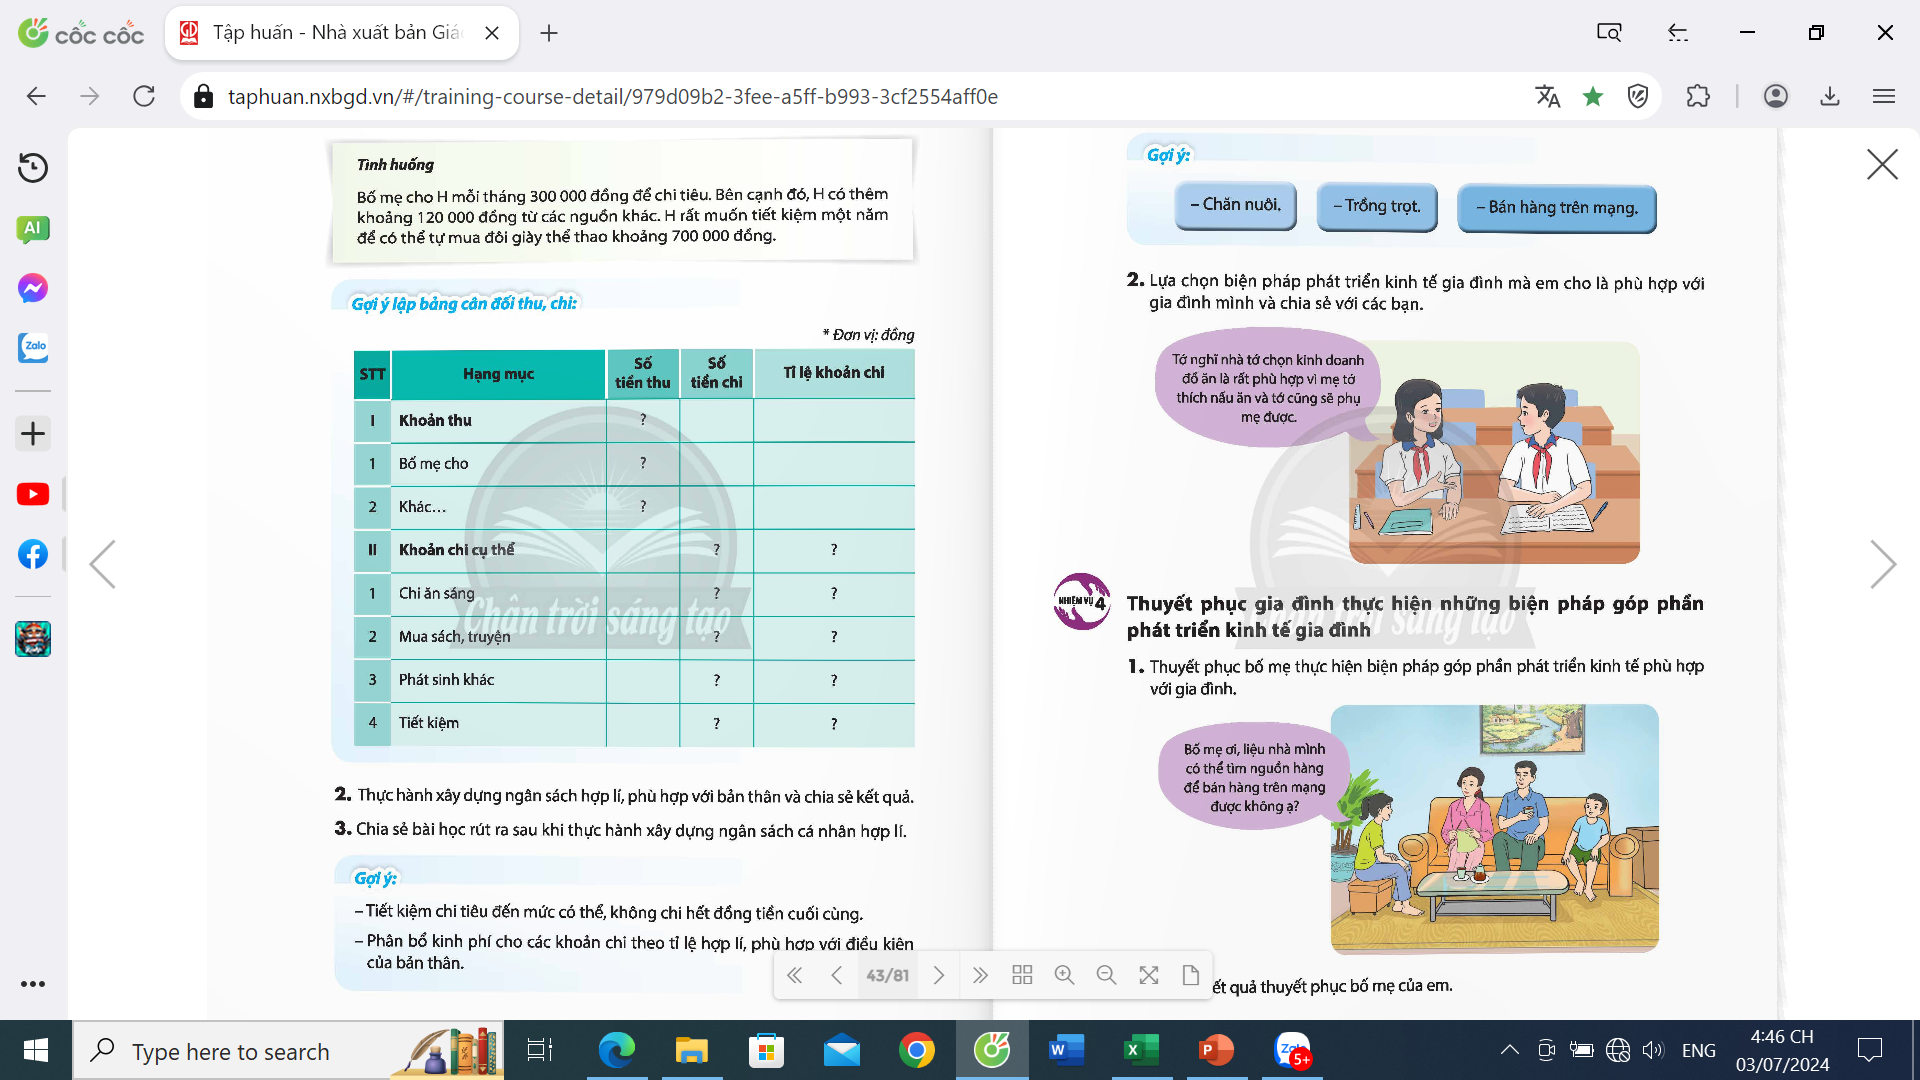 cốc cốc
Tập huấn - Nhà xuất bản Giáo
taphuan.nxbgd.vn/#/training-course-detail/979d09b2-3fee-a5ff-b993-3cf2554aff0e
AI
Zalo
Tình huống
Bố mẹ cho H mỗi tháng 300 000 đồng để chi tiêu. Bên cạnh đó, H có thêm
khoảng 120 000 đồng từ các nguồn khác. H rất muốn tiết kiệm một năm
để có thể tự mua đôi giày thể thao khoảng 700 000 đồng.
Gợi ý lập bảng cân đối thu, chi:
* Đơn vị: đồng
STT Hạng mục Số tiền thu Số tiền chi Tỉ lệ khoản chi
I Khoản thu ?
1 Bố mẹ cho ?
2 Khác... ?
II Khoản chi cụ thể ? ?
1 Chi ăn sáng ? ?
2 Mua sách, truyện ? ?
3 Phát sinh khác ? ?
4 Tiết kiệm ? ?
Chân trời sáng tạo
2. Thực hành xây dựng ngân sách hợp lí, phù hợp với bản thân và chia sẻ kết quả.
3. Chia sẻ bài học rút ra sau khi thực hành xây dựng ngân sách cá nhân hợp lí.
Gợi ý:
– Tiết kiệm chi tiêu đến mức có thể, không chi hết đồng tiền cuối cùng.
– Phân bổ kinh phí cho các khoản chi theo tỉ lệ hợp lí, phù hợp với điều kiện
của bản thân.
Gợi ý:
– Chăn nuôi.
– Trồng trọt.
– Bán hàng trên mạng.
2. Lựa chọn biện pháp phát triển kinh tế gia đình mà em cho là phù hợp với
gia đình mình và chia sẻ với các bạn.
Tớ nghĩ nhà tớ chọn kinh doanh
đồ ăn là rất phù hợp vì mẹ tớ
thích nấu ăn và tớ cũng sẽ phụ
mẹ được.
NHIỆM VỤ 4
Thuyết phục gia đình thực hiện những biện pháp góp phần
phát triển kinh tế gia đình
Chân trời sáng tạo
1. Thuyết phục bố mẹ thực hiện biện pháp góp phần phát triển kinh tế phù hợp
với gia đình.
Bố mẹ ơi, liệu nhà mình
có thể tìm nguồn hàng
để bán hàng trên mạng
được không ạ?
ết quả thuyết phục bố mẹ của em.
43/81
Type here to search
5+
ENG
4:46 CH
03/07/2024